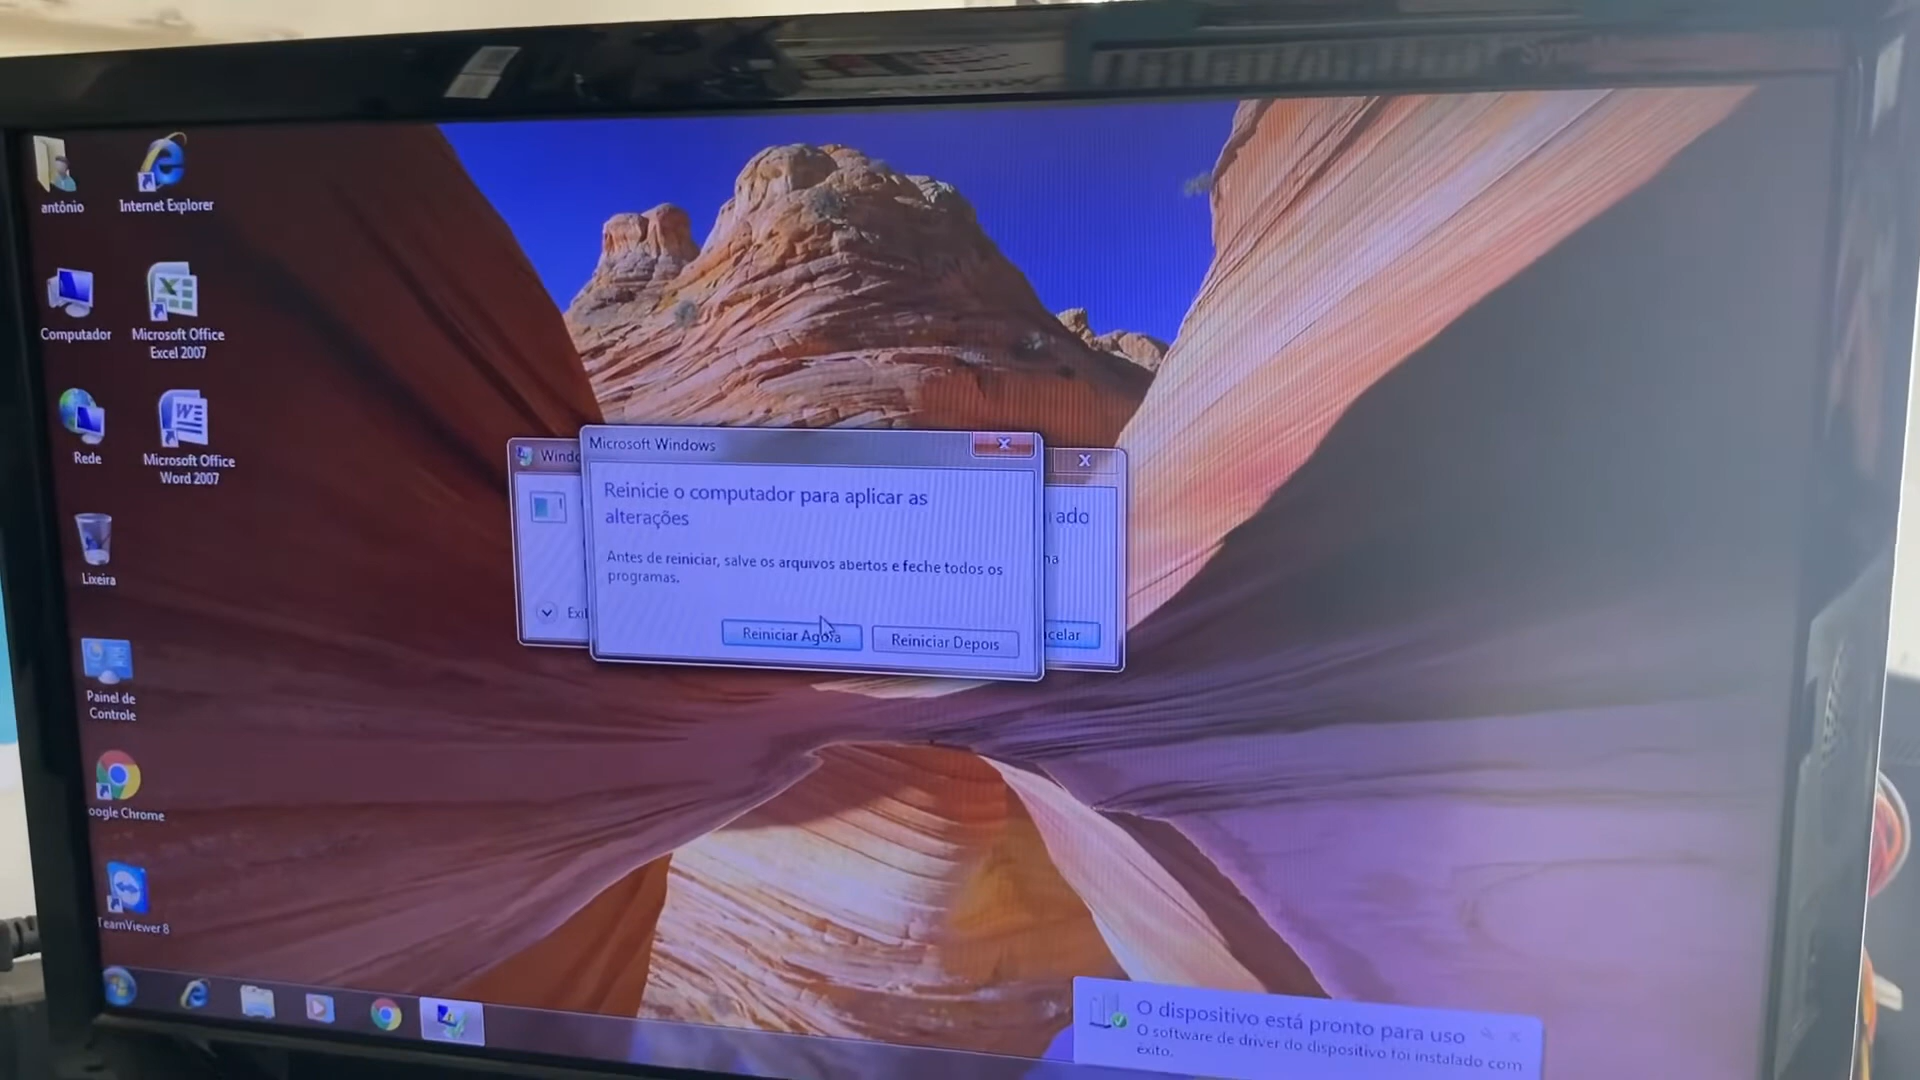 antônio
Internet Explorer
Computador
Microsoft Office
Excel 2007
Rede
Microsoft Office
Word 2007
Lixeira
Painel de
Controle
oogle Chrome
TeamViewer 8
Microsoft Windows
Reinicie o computador para aplicar as
alterações
Antes de reiniciar, salve os arquivos abertos e feche todos os
programas.
Reiniciar Agora
Reiniciar Depois
O dispositivo está pronto para uso
O software de driver do dispositivo foi instalado com
êxito.